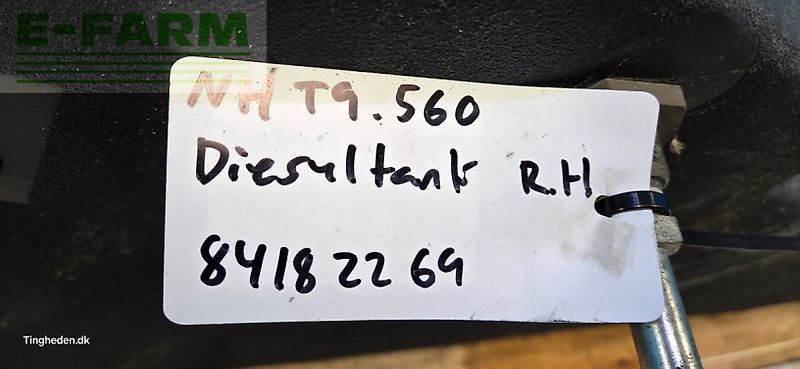 E-FARM
NH T9.560
Dieseltank R.H
84182269
Tingheden.dk